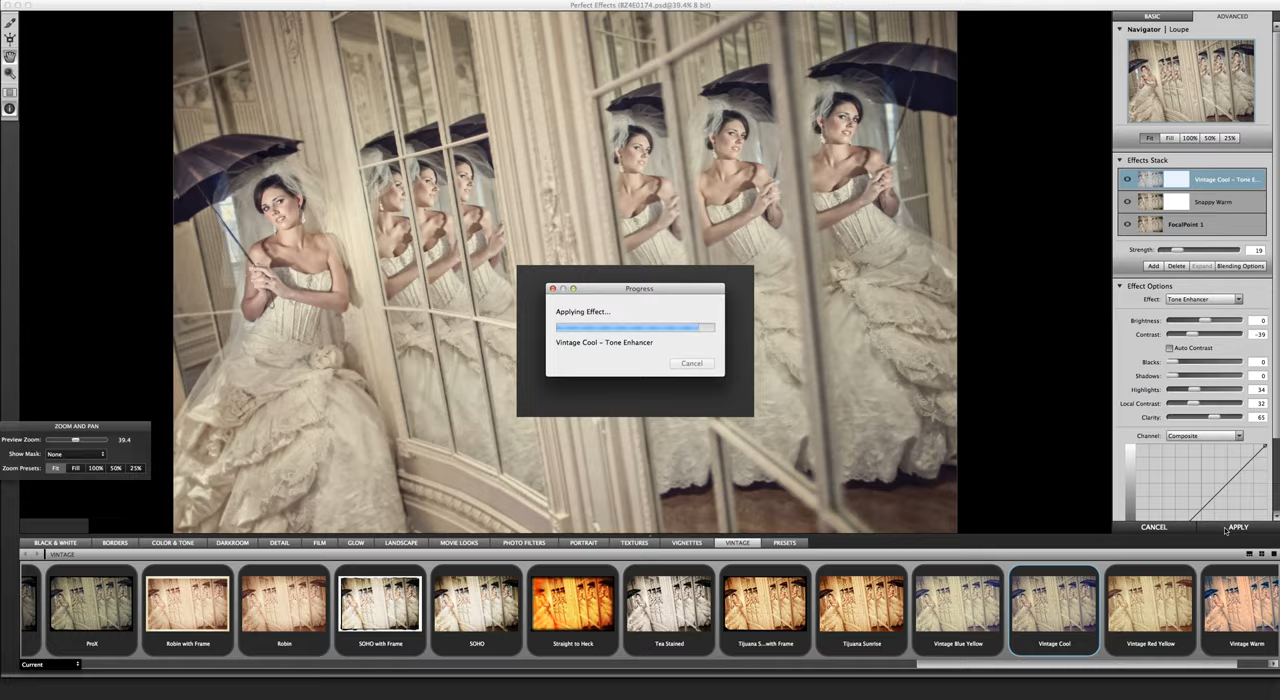 Perfect Effects (BZ4E0174.psd@39.4% 8 bit)
BASIC ADVANCED
Navigator | Loupe
Fit Fill 100% 50% 25%
Effects Stack
Vintage Cool - Tone E...
Snappy Warm
FocalPoint 1
Strength: 19
Add Delete Expand Blending Options
Effect Options
Effect: Tone Enhancer
Brightness: 0
Contrast: -39
Auto Contrast
Blacks: 0
Shadows: 0
Highlights: 34
Local Contrast: 32
Clarity: 65
Channel: Composite
CANCEL APPLY
Progress
Applying Effect...
Vintage Cool - Tone Enhancer
Cancel
ZOOM AND PAN
Preview Zoom: 39.4
Show Mask: None
Zoom Presets: Fit Fill 100% 50% 25%
BLACK & WHITE BORDERS COLOR & TONE DARKROOM DETAIL FILM GLOW LANDSCAPE MOVIE LOOKS PHOTO FILTERS PORTRAIT TEXTURES VIGNETTES VINTAGE PRESETS
VINTAGE
ProX Robin with Frame Robin SOHO with Frame SOHO Straight to Heck Tea Stained Tijuana S...with Frame Tijuana Sunrise Vintage Blue Yellow Vintage Cool Vintage Red Yellow Vintage Warm
Current